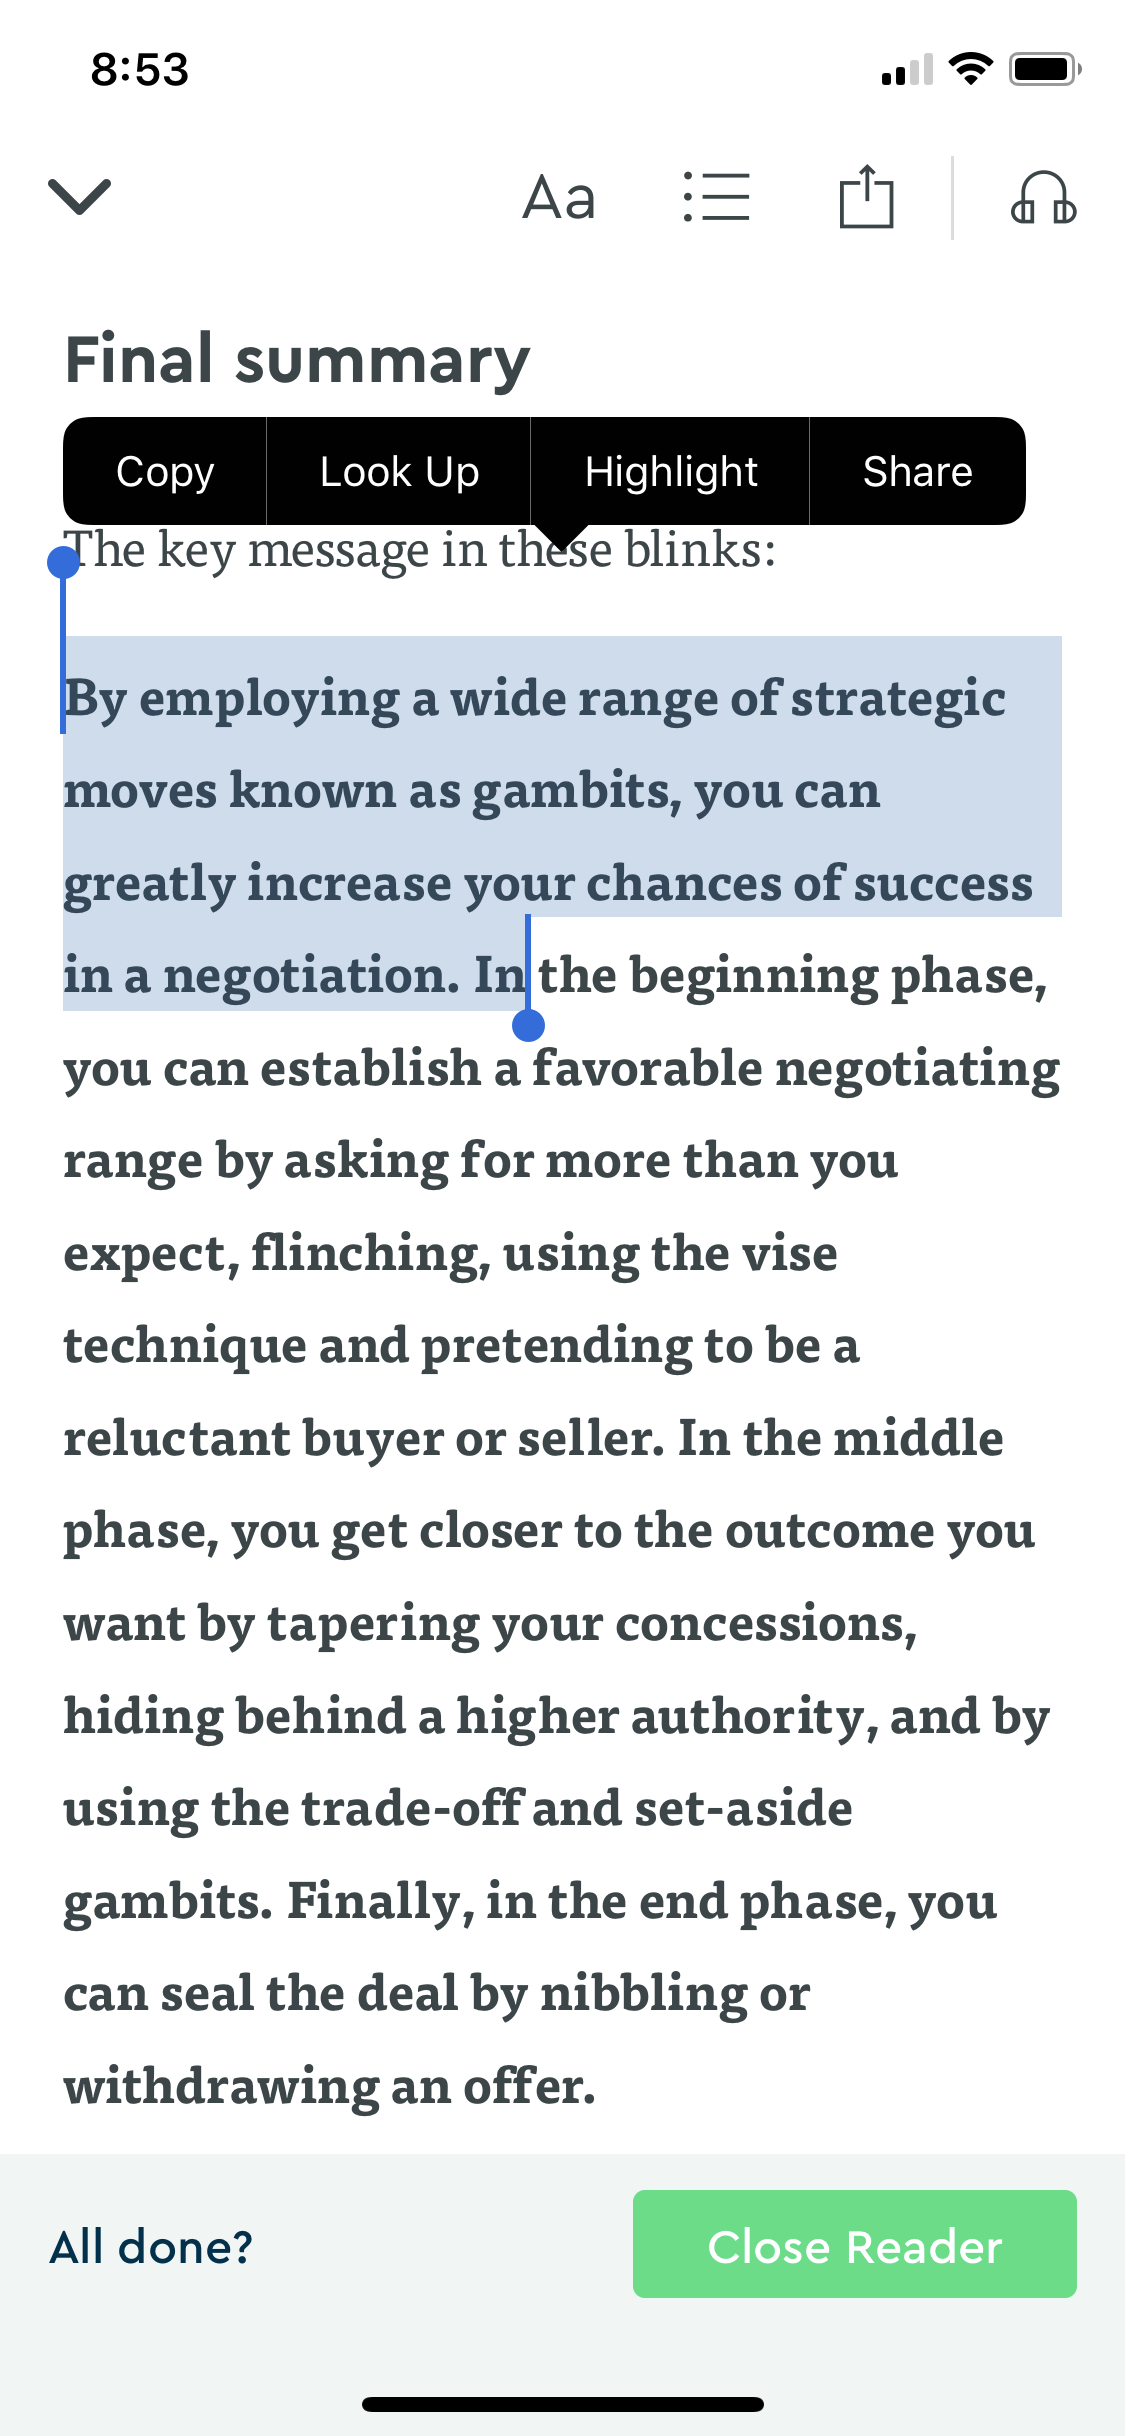 8:53
Aa
Final summary
Copy Look Up Highlight Share
The key message in these blinks:
By employing a wide range of strategic
moves known as gambits, you can
greatly increase your chances of success
in a negotiation. In the beginning phase,
you can establish a favorable negotiating
range by asking for more than you
expect, flinching, using the vise
technique and pretending to be a
reluctant buyer or seller. In the middle
phase, you get closer to the outcome you
want by tapering your concessions,
hiding behind a higher authority, and by
using the trade-off and set-aside
gambits. Finally, in the end phase, you
can seal the deal by nibbling or
withdrawing an offer.
All done? Close Reader